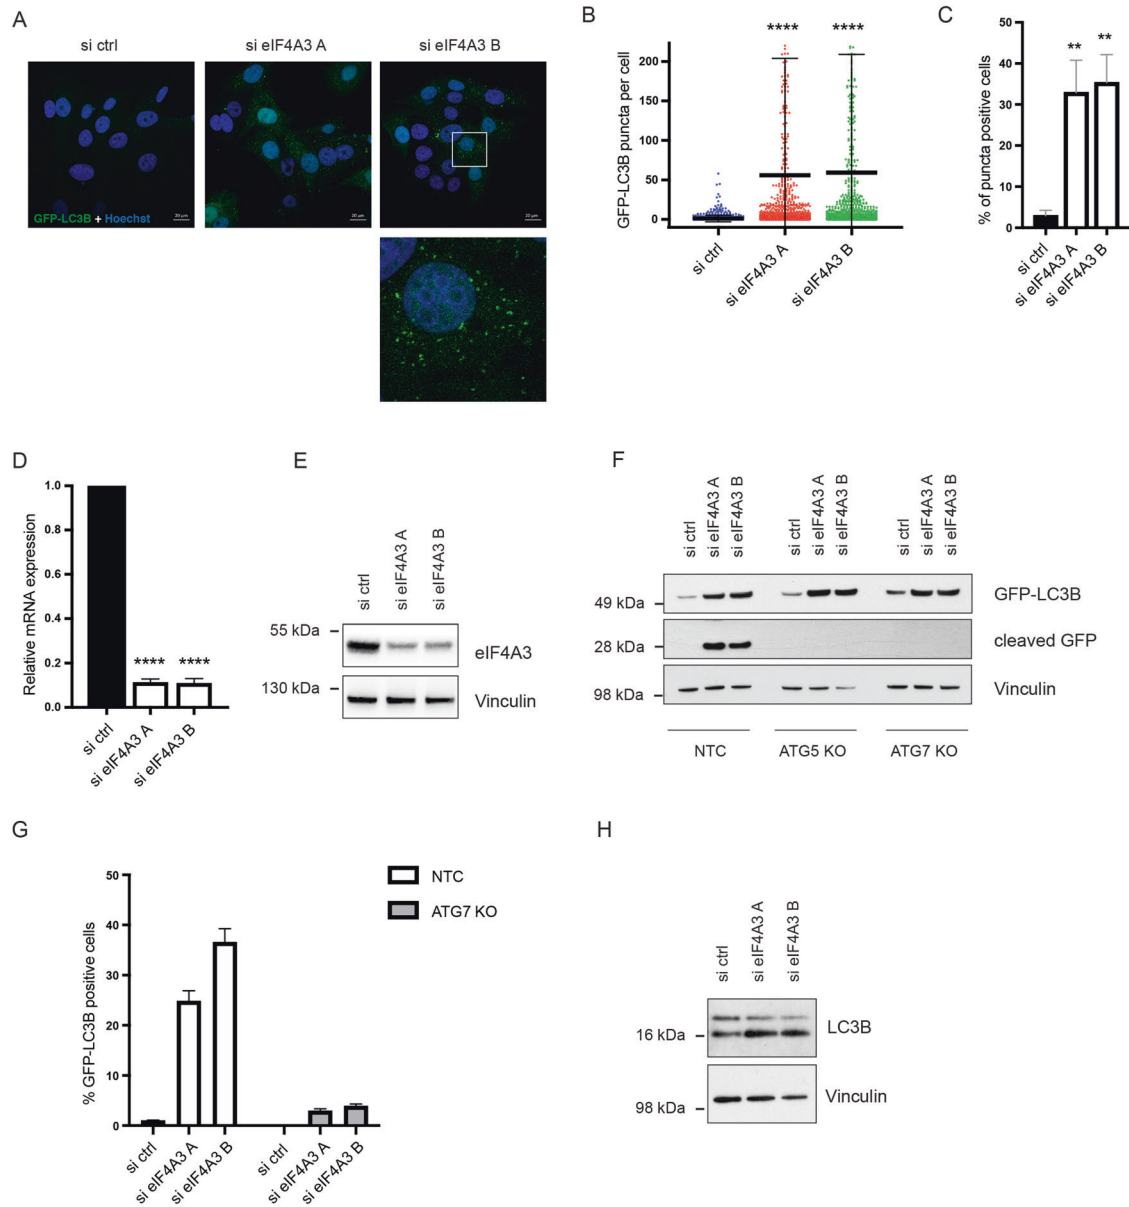 A
si ctrl
si eIF4A3 A
si eIF4A3 B
GFP-LC3B + Hoechst
20 µm
20 µm
20 µm
B
GFP-LC3B puncta per cell
200
150
100
50
0
****
****
si ctrl
si eIF4A3 A
si eIF4A3 B
C
% of puncta positive cells
50
40
30
20
10
0
**
**
si ctrl
si eIF4A3 A
si eIF4A3 B
D
Relative mRNA expression
1.0
0.8
0.6
0.4
0.2
0.0
****
****
si ctrl
si eIF4A3 A
si eIF4A3 B
E
si ctrl
si eIF4A3 A
si eIF4A3 B
55 kDa
eIF4A3
130 kDa
Vinculin
F
si ctrl
si eIF4A3 A
si eIF4A3 B
si ctrl
si eIF4A3 A
si eIF4A3 B
si ctrl
si eIF4A3 A
si eIF4A3 B
49 kDa
GFP-LC3B
28 kDa
cleaved GFP
98 kDa
Vinculin
NTC
ATG5 KO
ATG7 KO
G
% GFP-LC3B positive cells
50
40
30
20
10
0
si ctrl
si eIF4A3 A
si eIF4A3 B
si ctrl
si eIF4A3 A
si eIF4A3 B
NTC
ATG7 KO
H
si ctrl
si eIF4A3 A
si eIF4A3 B
16 kDa
LC3B
98 kDa
Vinculin